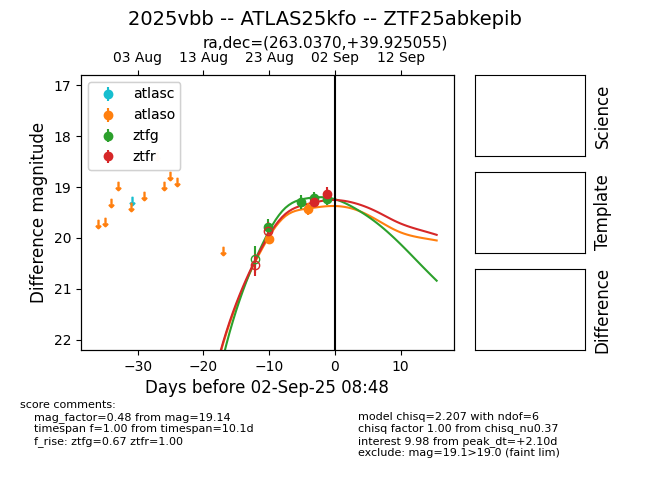 2025vbb -- ATLAS25kfo -- ZTF25abkepib
ra,dec=(263.0370,+39.925055)
03 Aug 13 Aug 23 Aug 02 Sep 12 Sep
atlasc
atlaso
ztfg
ztfr
Difference magnitude
17
18
19
20
21
22
−30 −20 −10 0 10
Days before 02-Sep-25 08:48
Science
Template
Difference
score comments:
mag_factor=0.48 from mag=19.14
timespan f=1.00 from timespan=10.1d
f_rise: ztfg=0.67 ztfr=1.00
model chisq=2.207 with ndof=6
chisq factor 1.00 from chisq_nu0.37
interest 9.98 from peak_dt=+2.10d
exclude: mag=19.1>19.0 (faint lim)